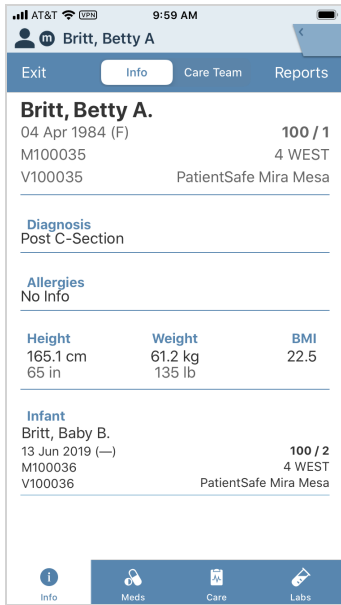 AT&T VPN 9:59 AM
m Britt, Betty A
Exit Info Care Team Reports
Britt, Betty A.
04 Apr 1984 (F) 100 / 1
M100035 4 WEST
V100035 PatientSafe Mira Mesa
Diagnosis
Post C-Section
Allergies
No Info
Height Weight BMI
165.1 cm 61.2 kg 22.5
65 in 135 lb
Infant
Britt, Baby B.
13 Jun 2019 (—) 100 / 2
M100036 4 WEST
V100036 PatientSafe Mira Mesa
Info Meds Care Labs